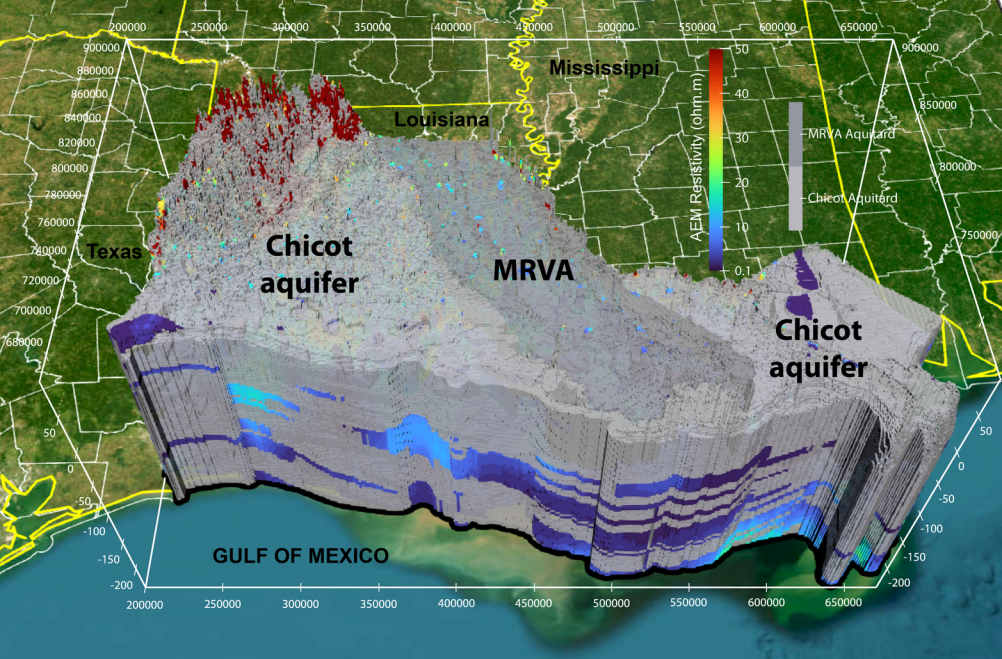 200000 250000 300000 350000 400000 450000 500000 550000 600000 650000
900000
880000
860000
840000
820000
800000
780000
760000
740000
720000
700000
680000
50
0
-50
-100
-150
-200
900000
850000
800000
750000
50
0
-50
-100
-150
-200
Mississippi
Louisiana
Texas
AEM Resistivity (ohm m)
50
40
30
20
10
0.1
MRVA Aquitard
Chicot Aquitard
Chicot
aquifer
MRVA
Chicot
aquifer
GULF OF MEXICO
200000 250000 300000 350000 400000 450000 500000 550000 600000 650000